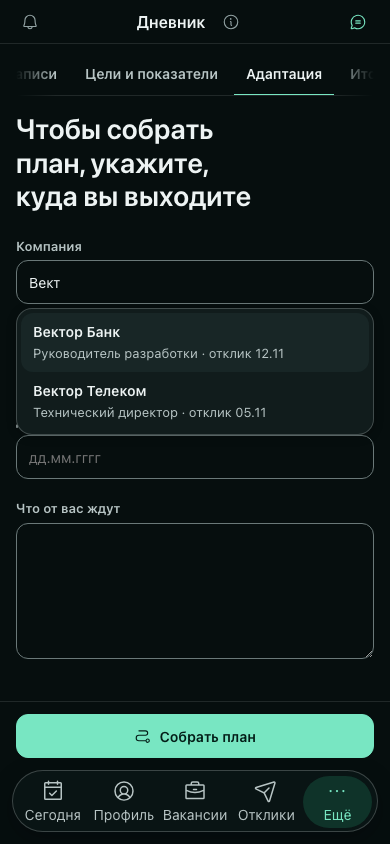 Дневник
Цели и показатели
Адаптация
Чтобы собрать
план, укажите,
куда вы выходите
Компания
Вект
Вектор Банк
Руководитель разработки · отклик 12.11
Вектор Телеком
Технический директор · отклик 05.11
дд.мм.гггг
Что от вас ждут
Собрать план
Сегодня
Профиль
Вакансии
Отклики
Ещё